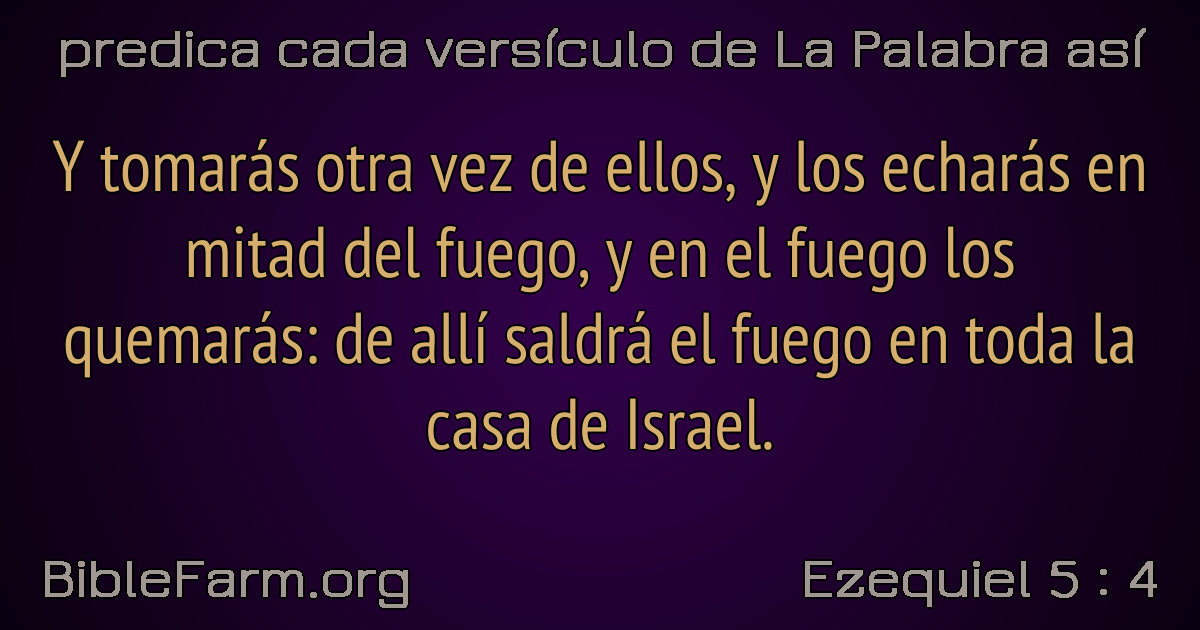 predica cada versículo de La Palabra así
Y tomarás otra vez de ellos, y los echarás en
mitad del fuego, y en el fuego los
quemarás: de allí saldrá el fuego en toda la
casa de Israel.
BibleFarm.org
Ezequiel 5 : 4